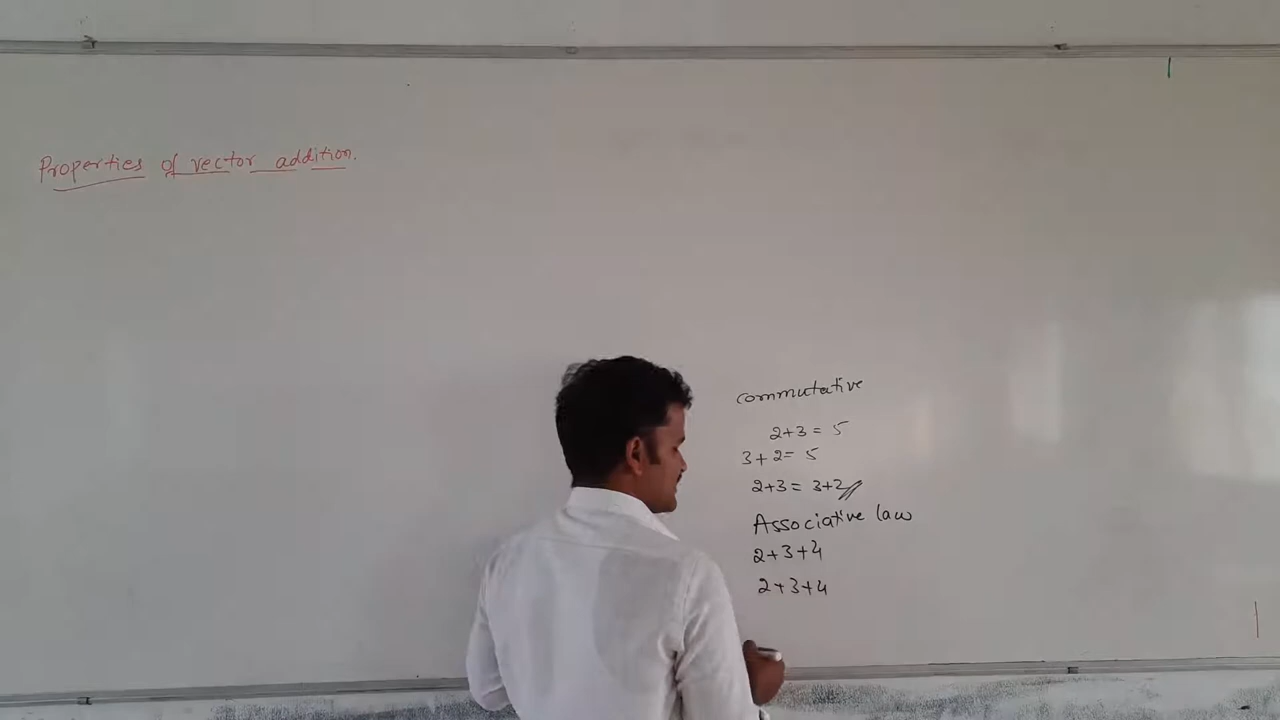 Properties of vector addition.
commutative
2+3 = 5
3+2= 5
2+3= 3+2
Associative law
2+3+4
2+3+4